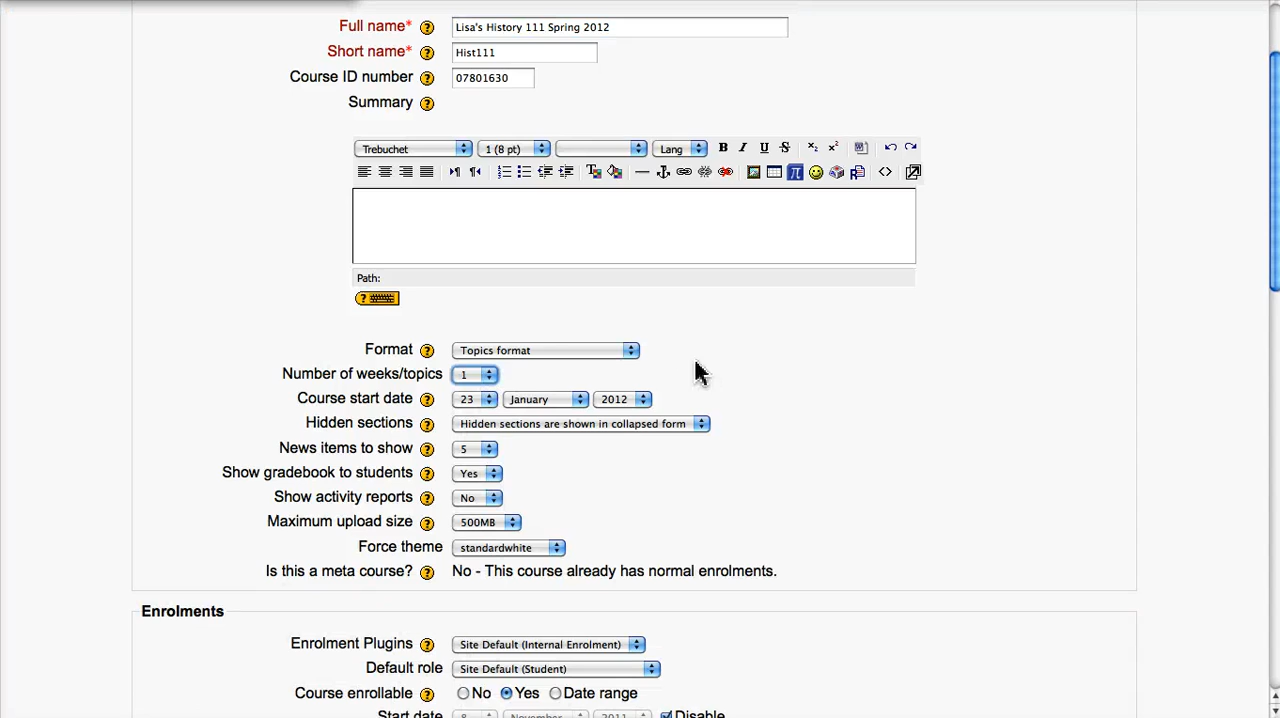 Full name* Lisa's History 111 Spring 2012
Short name* Hist111
Course ID number 07801630
Summary
Trebuchet 1 (8 pt) Lang B I U S
Path:
?
Format Topics format
Number of weeks/topics 1
Course start date 23 January 2012
Hidden sections Hidden sections are shown in collapsed form
News items to show 5
Show gradebook to students Yes
Show activity reports No
Maximum upload size 500MB
Force theme standardwhite
Is this a meta course? No - This course already has normal enrolments.
Enrolments
Enrolment Plugins Site Default (Internal Enrolment)
Default role Site Default (Student)
Course enrollable No Yes Date range
Start date 8 November 2011 Disable